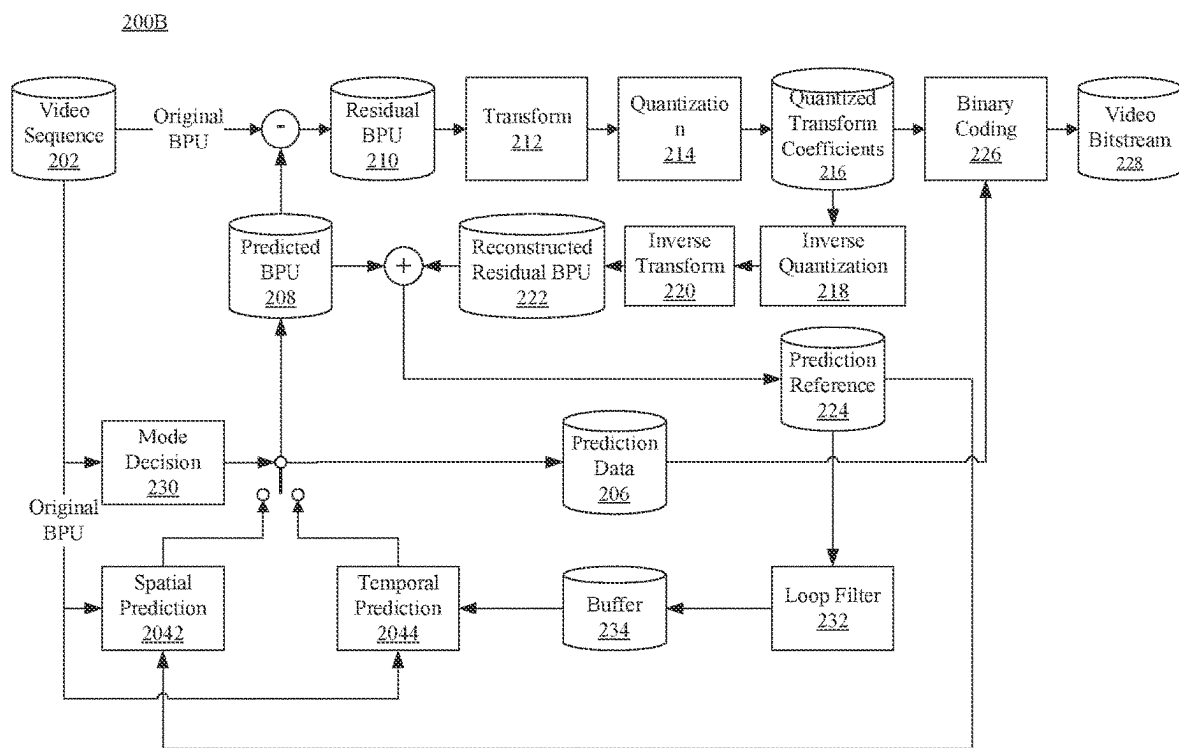 200B
Video
Sequence
202
Original
BPU
-
Residual
BPU
210
Transform
212
Quantizatio
n
214
Quantized
Transform
Coefficients
216
Binary
Coding
226
Video
Bitstream
228
Predicted
BPU
208
+
Reconstructed
Residual BPU
222
Inverse
Transform
220
Inverse
Quantization
218
Prediction
Reference
224
Mode
Decision
230
Prediction
Data
206
Original
BPU
Spatial
Prediction
2042
Temporal
Prediction
2044
Buffer
234
Loop Filter
232